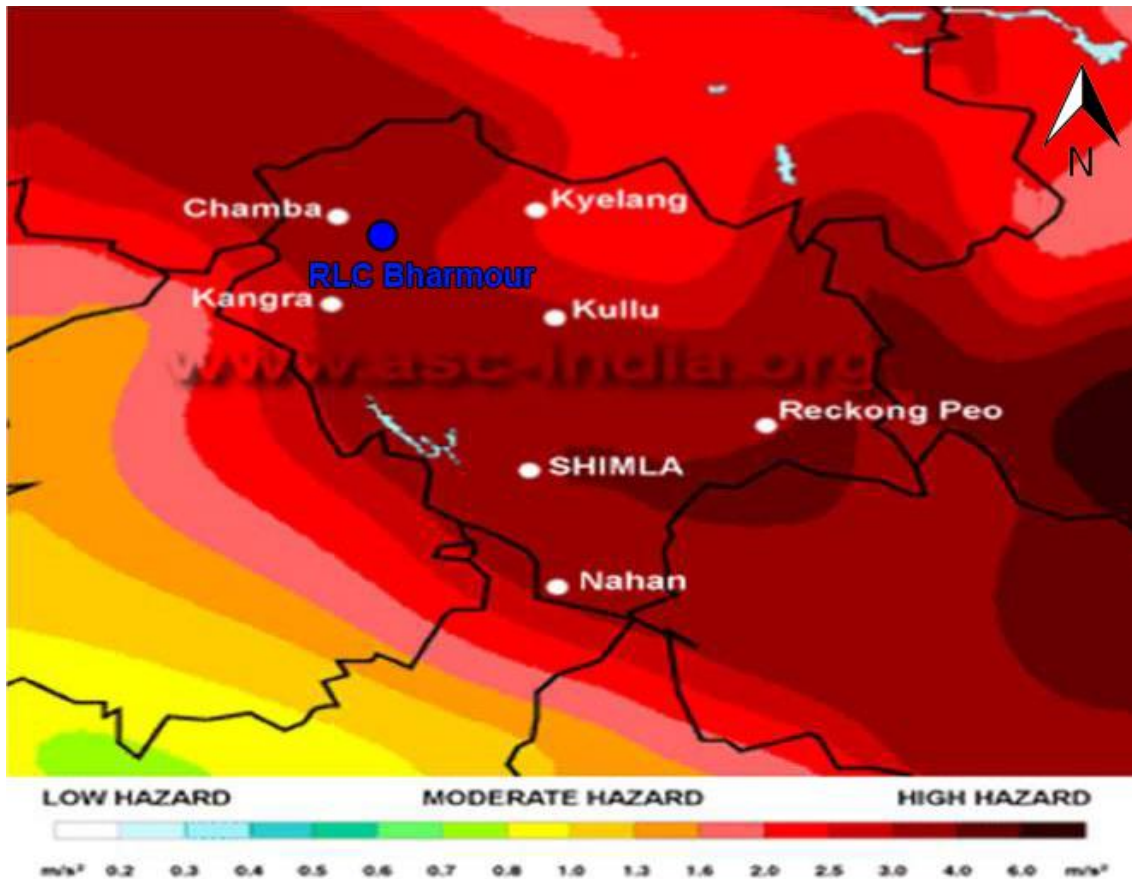 N
Chamba
Kyelang
RLC Bharmour
Kangra
Kullu
www.asc-india.org
Reckong Peo
SHIMLA
Nahan
LOW HAZARD MODERATE HAZARD HIGH HAZARD
m/s² 0.2 0.3 0.4 0.5 0.6 0.7 0.8 1.0 1.3 1.6 2.0 2.5 3.0 4.0 6.0 m/s²